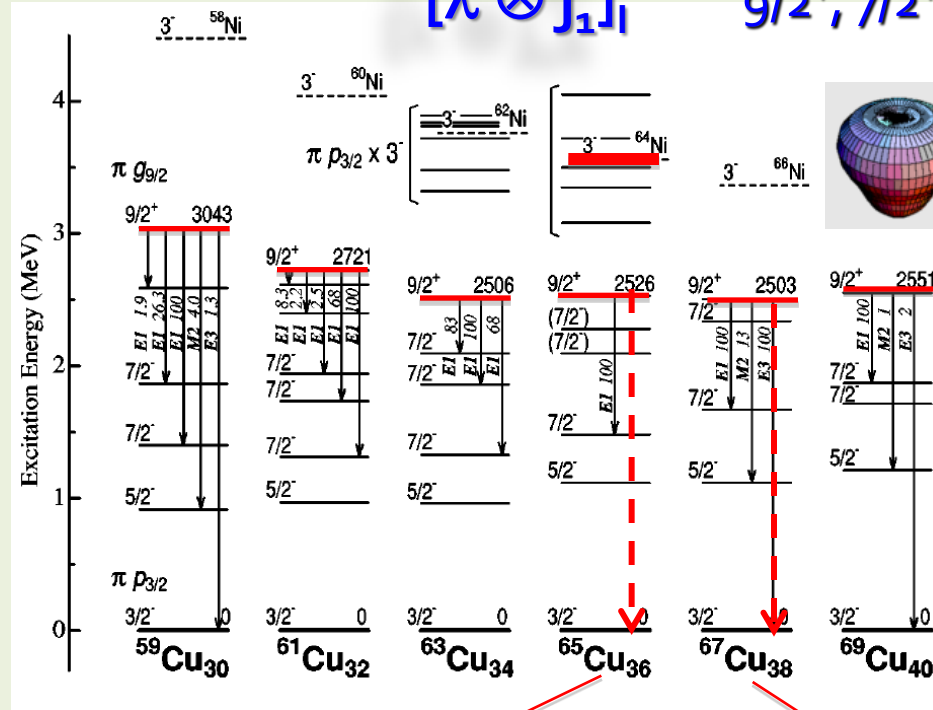 [λ ⊗ j₁]ᵢ 9/2⁺, 7/2⁺
3⁻ ⁵⁸Ni
3⁻ ⁶⁰Ni
3⁻ ⁶²Ni
3⁻ ⁶⁴Ni
3⁻ ⁶⁶Ni
π p₃/₂ x 3⁻
π g₉/₂
π p₃/₂
Excitation Energy (MeV)
4
3
2
1
0
9/2⁺ 3043
E1 1.9
E1 26.3
E1 100
M2 4.0
E3 1.3
7/2⁻
7/2⁻
5/2⁻
3/2⁻ 0
⁵⁹Cu₃₀
9/2⁺ 2721
E1 8.3
E1 2.2
E1 2.5
E1 68
E1 100
7/2⁻
7/2⁻
7/2⁻
5/2⁻
3/2⁻ 0
⁶¹Cu₃₂
9/2⁺ 2506
E1 83
E1 100
E1 68
7/2⁻
7/2⁻
7/2⁻
5/2⁻
3/2⁻ 0
⁶³Cu₃₄
9/2⁺ 2526
(7/2⁻)
(7/2⁻)
E1 100
7/2⁻
5/2⁻
3/2⁻ 0
⁶⁵Cu₃₆
9/2⁺ 2503
7/2⁻
E1 100
M2 13
E3 100
7/2⁻
5/2⁻
3/2⁻ 0
⁶⁷Cu₃₈
9/2⁺ 2551
E1 100
M2 1
E3 2
7/2⁻
7/2⁻
5/2⁻
3/2⁻ 0
⁶⁹Cu₄₀